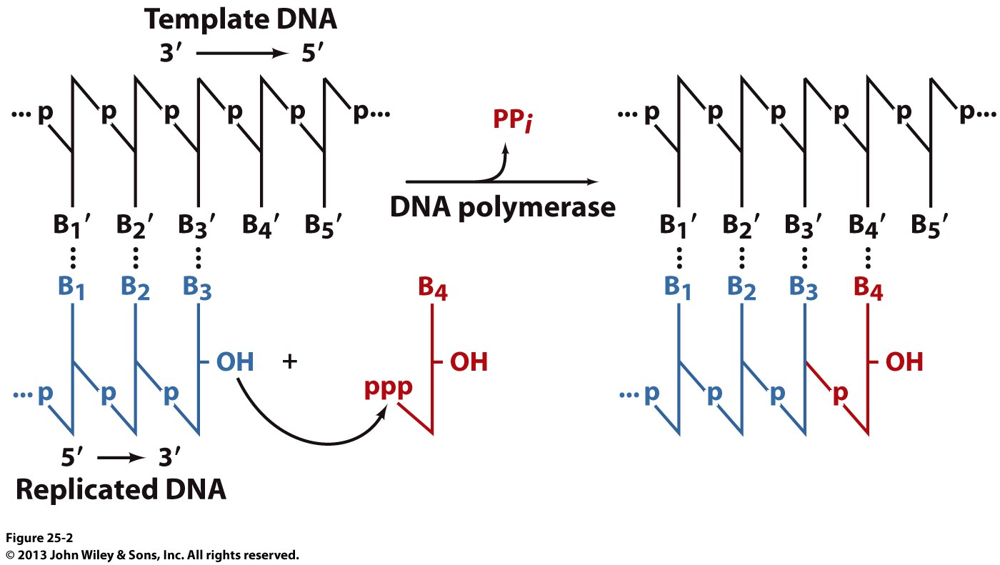 Template DNA
3′ 5′
... p p p p p p...
PPi
... p p p p p p...
DNA polymerase
B1′ B2′ B3′ B4′ B5′
B1′ B2′ B3′ B4′ B5′
B1 B2 B3
B4
B1 B2 B3 B4
OH + OH
OH
ppp
... p p p
... p p p p
5′ 3′
Replicated DNA
Figure 25-2
© 2013 John Wiley & Sons, Inc. All rights reserved.